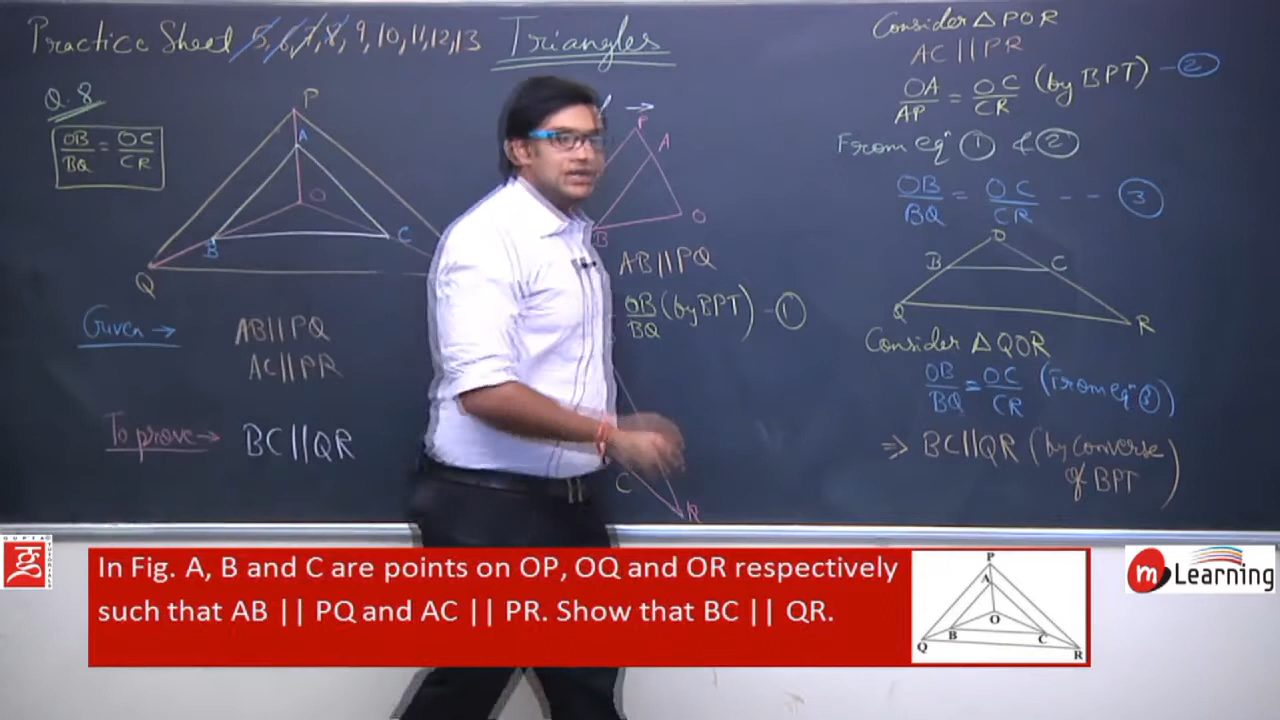 Practice Sheet 5, 6, 7, 8, 9, 10, 11, 12, 13 Triangles
Q. 8
OB/BQ = OC/CR
P
A
O
B
C
Q
Given →
AB||PQ
AC||PR
To prove →
BC||QR
P
A
O
B
AB||PQ
OB/BQ (by BPT) - ①
C
R
Consider △POR
AC||PR
OA/AP = OC/CR (by BPT) - ②
From eqⁿ ① & ②
OB/BQ = OC/CR -- ③
O
B C
Q R
Consider △QOR
OB/BQ = OC/CR (From eqⁿ ③)
⇒ BC||QR (by converse
of BPT)
In Fig. A, B and C are points on OP, OQ and OR respectively
such that AB || PQ and AC || PR. Show that BC || QR.
P
A
O
B C
Q R
GUPTA TUTORIALS
m Learning